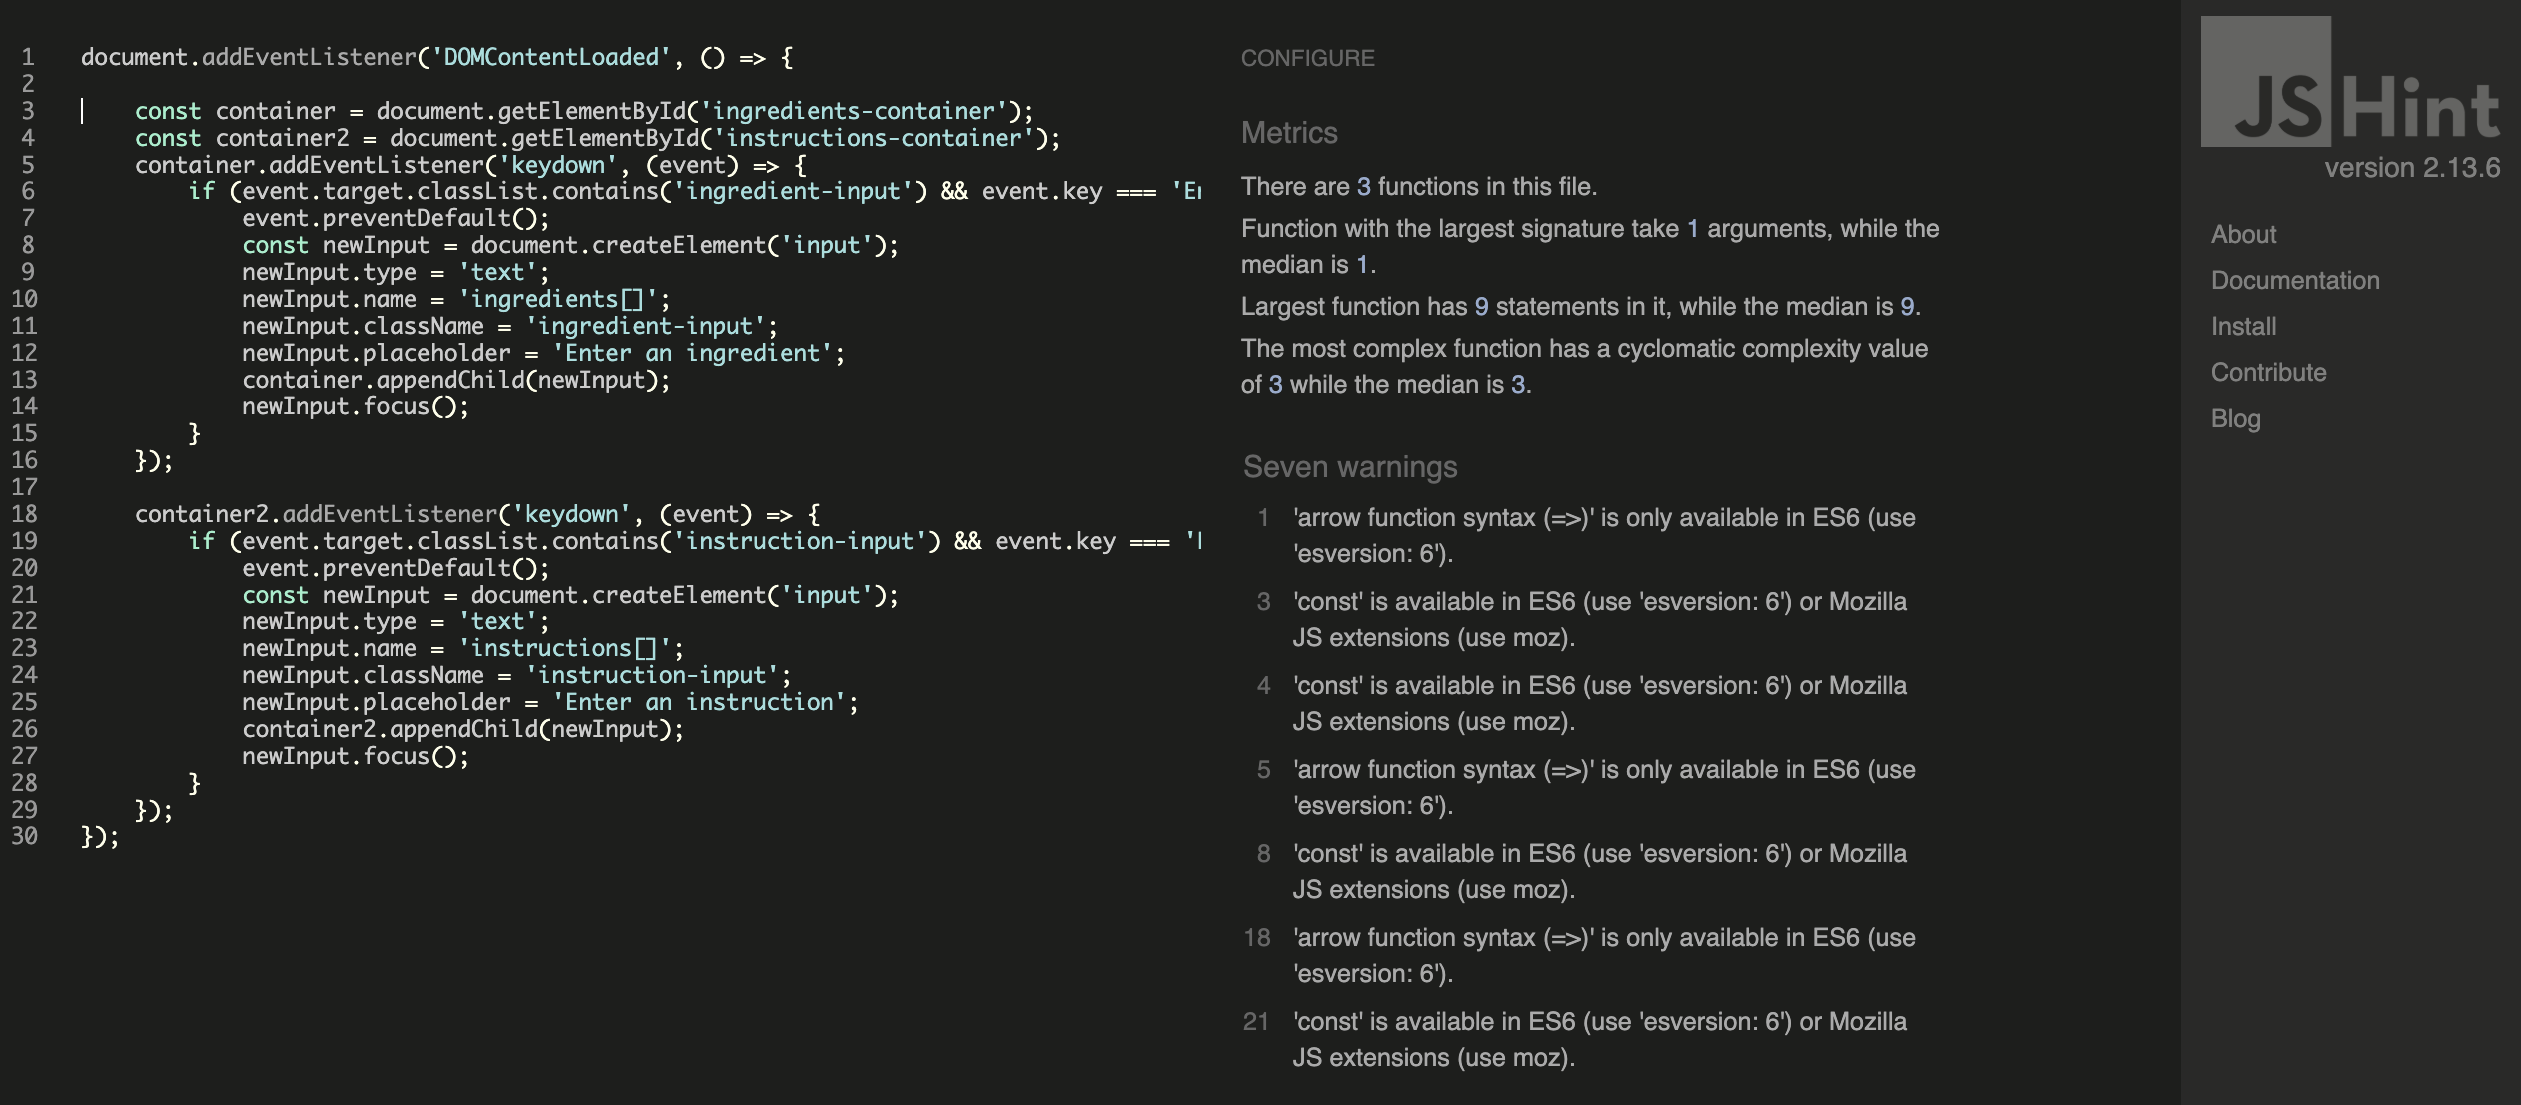 1 document.addEventListener('DOMContentLoaded', () => {
2
3 const container = document.getElementById('ingredients-container');
4 const container2 = document.getElementById('instructions-container');
5 container.addEventListener('keydown', (event) => {
6 if (event.target.classList.contains('ingredient-input') && event.key === 'E
7 event.preventDefault();
8 const newInput = document.createElement('input');
9 newInput.type = 'text';
10 newInput.name = 'ingredients[]';
11 newInput.className = 'ingredient-input';
12 newInput.placeholder = 'Enter an ingredient';
13 container.appendChild(newInput);
14 newInput.focus();
15 }
16 });
17
18 container2.addEventListener('keydown', (event) => {
19 if (event.target.classList.contains('instruction-input') && event.key === '
20 event.preventDefault();
21 const newInput = document.createElement('input');
22 newInput.type = 'text';
23 newInput.name = 'instructions[]';
24 newInput.className = 'instruction-input';
25 newInput.placeholder = 'Enter an instruction';
26 container2.appendChild(newInput);
27 newInput.focus();
28 }
29 });
30 });
CONFIGURE
Metrics
There are 3 functions in this file.
Function with the largest signature take 1 arguments, while the
median is 1.
Largest function has 9 statements in it, while the median is 9.
The most complex function has a cyclomatic complexity value
of 3 while the median is 3.
Seven warnings
1 'arrow function syntax (=>)' is only available in ES6 (use
'esversion: 6').
3 'const' is available in ES6 (use 'esversion: 6') or Mozilla
JS extensions (use moz).
4 'const' is available in ES6 (use 'esversion: 6') or Mozilla
JS extensions (use moz).
5 'arrow function syntax (=>)' is only available in ES6 (use
'esversion: 6').
8 'const' is available in ES6 (use 'esversion: 6') or Mozilla
JS extensions (use moz).
18 'arrow function syntax (=>)' is only available in ES6 (use
'esversion: 6').
21 'const' is available in ES6 (use 'esversion: 6') or Mozilla
JS extensions (use moz).
JSHint
version 2.13.6
About
Documentation
Install
Contribute
Blog